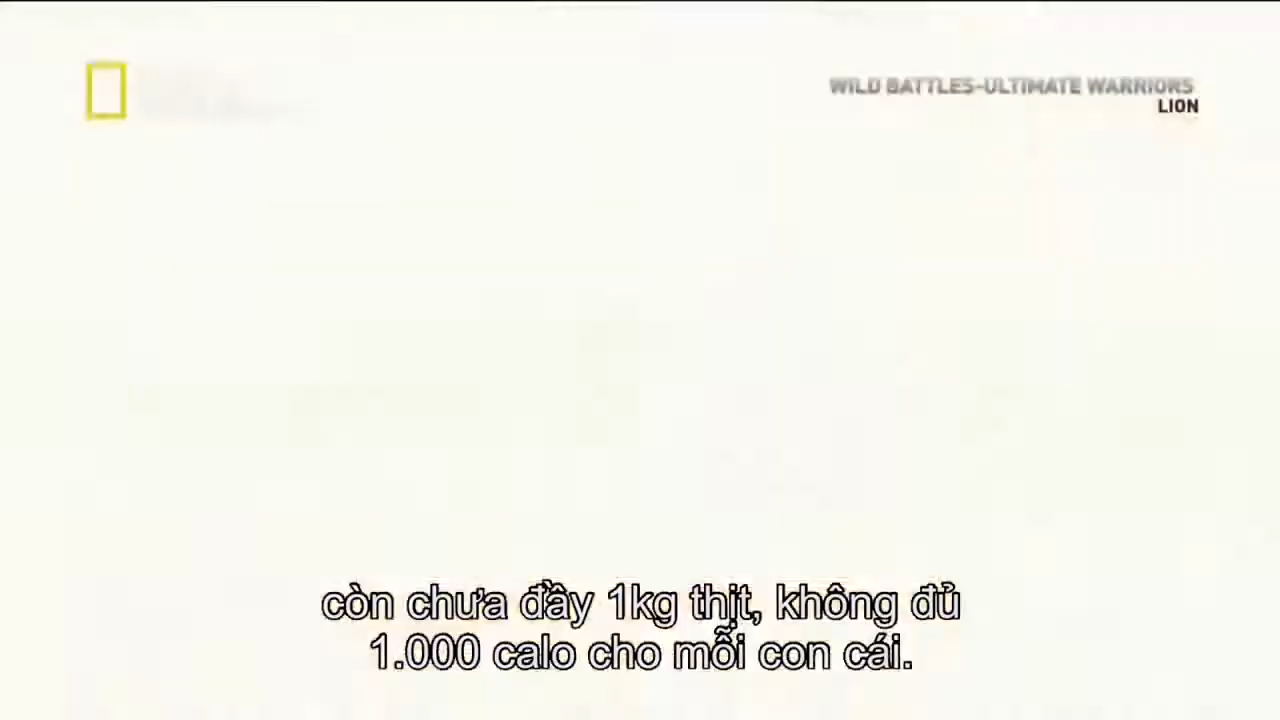 WILD BATTLES-ULTIMATE WARRIORS
LION
còn chưa đầy 1kg thịt, không đủ
1.000 calo cho mỗi con cái.